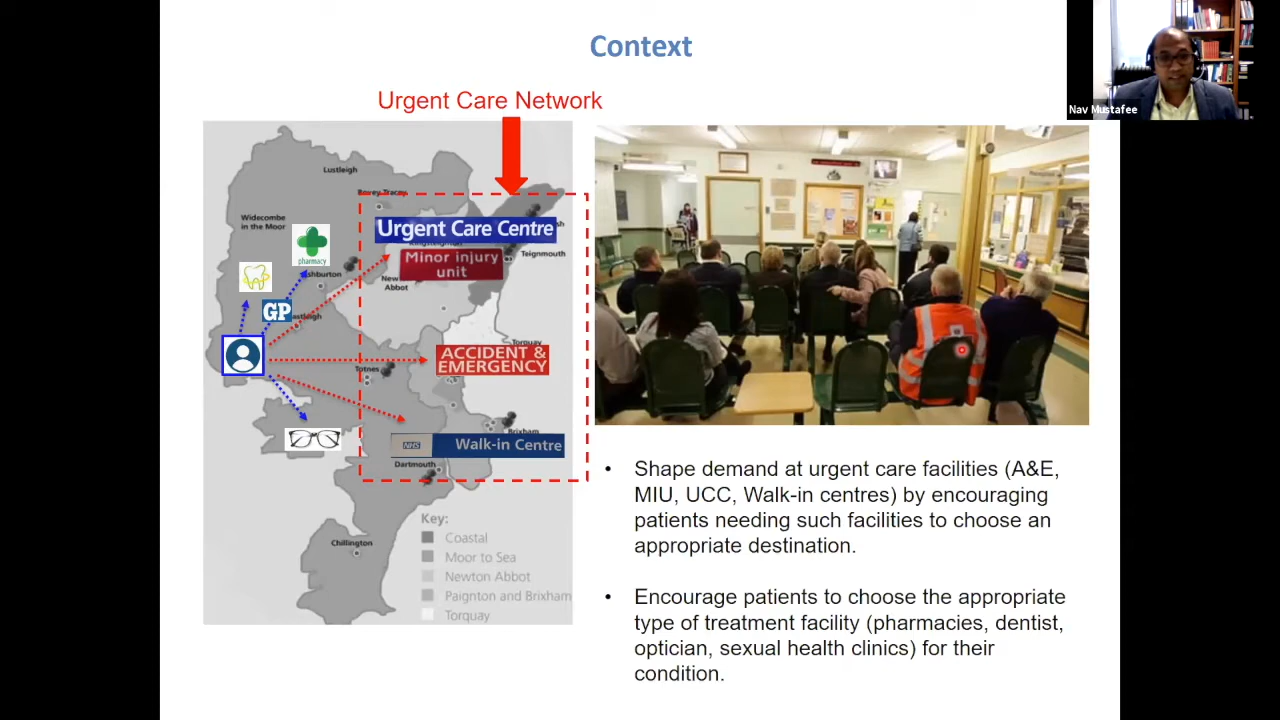 Context
Nav Mustafee
Urgent Care Network
Lustleigh
Bovey Tracey
Widecombe
in the Moor
pharmacy
Urgent Care Centre
Minor injury
unit
Teignmouth
Newton
Abbot
GP
Torquay
ACCIDENT &
EMERGENCY
Totnes
NHS
Walk-in Centre
Brixham
Dartmouth
Chillington
Key:
Coastal
Moor to Sea
Newton Abbot
Paignton and Brixham
Torquay
• Shape demand at urgent care facilities (A&E,
MIU, UCC, Walk-in centres) by encouraging
patients needing such facilities to choose an
appropriate destination.
• Encourage patients to choose the appropriate
type of treatment facility (pharmacies, dentist,
optician, sexual health clinics) for their
condition.